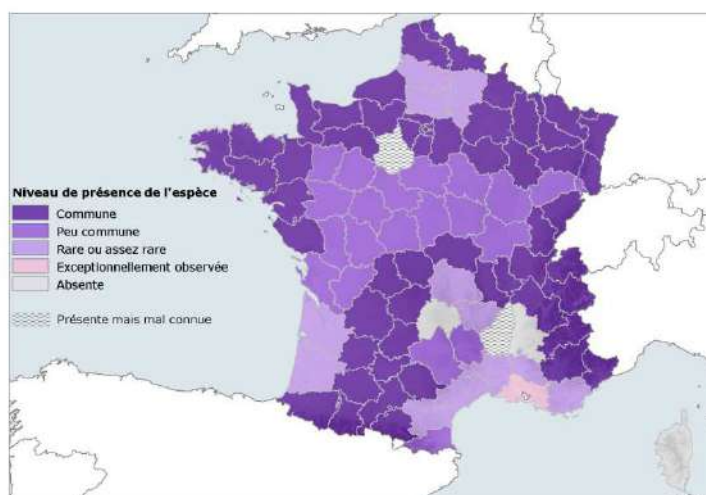 Niveau de présence de l'espèce
Commune
Peu commune
Rare ou assez rare
Exceptionnellement observée
Absente
Présente mais mal connue